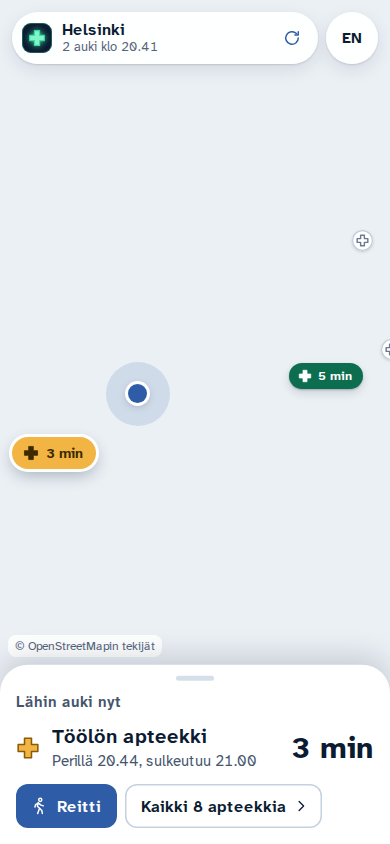 Helsinki
2 auki klo 20.41
EN
5 min
3 min
© OpenStreetMapin tekijät
Lähin auki nyt
Töölön apteekki
Perillä 20.44, sulkeutuu 21.00
3 min
Reitti
Kaikki 8 apteekkia